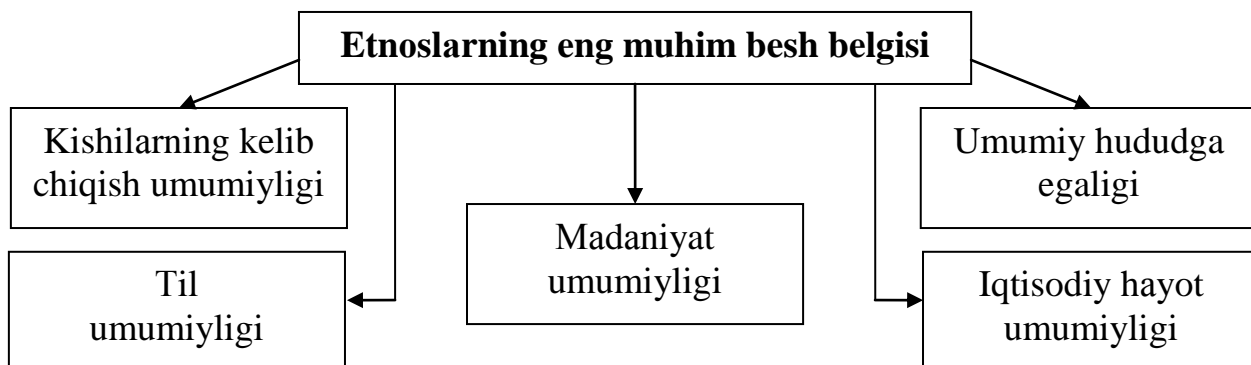 Etnoslarning eng muhim besh belgisi
Kishilarning kelib
chiqish umumiyligi
Umumiy hududga
egaligi
Madaniyat
umumiyligi
Til
umumiyligi
Iqtisodiy hayot
umumiyligi